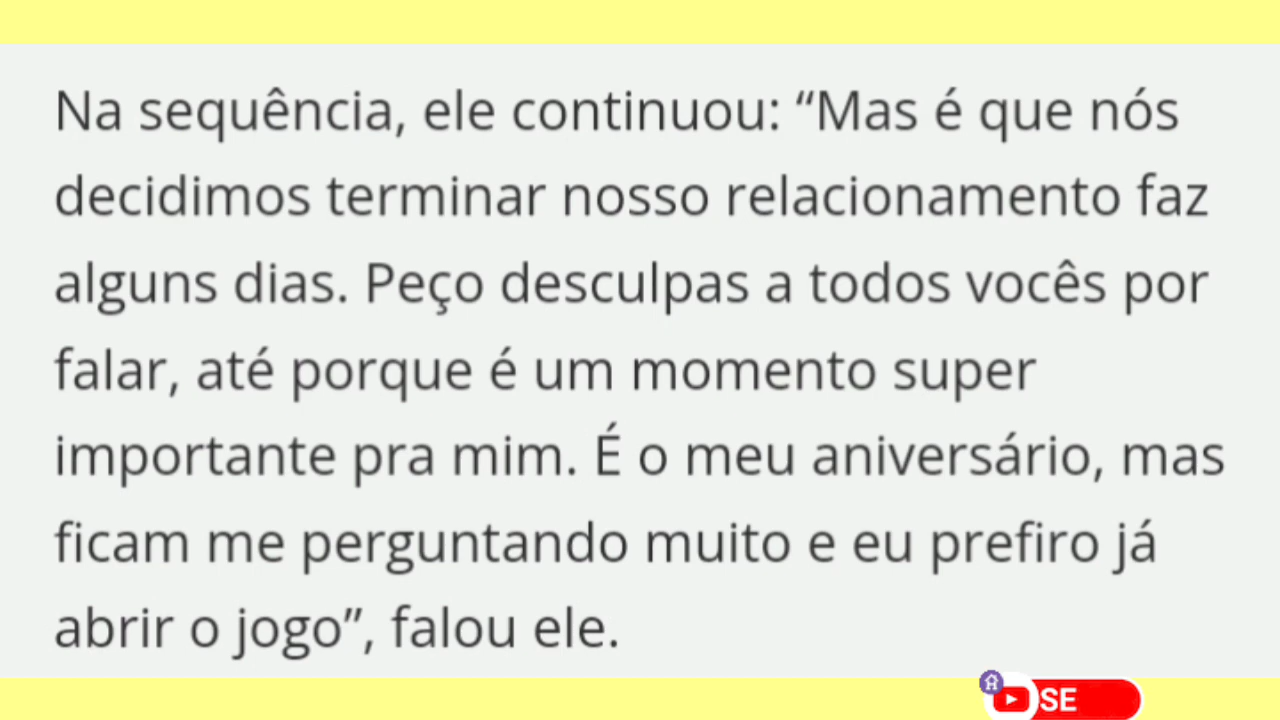 Na sequência, ele continuou: “Mas é que nós
decidimos terminar nosso relacionamento faz
alguns dias. Peço desculpas a todos vocês por
falar, até porque é um momento super
importante pra mim. É o meu aniversário, mas
ficam me perguntando muito e eu prefiro já
abrir o jogo”, falou ele.
SE